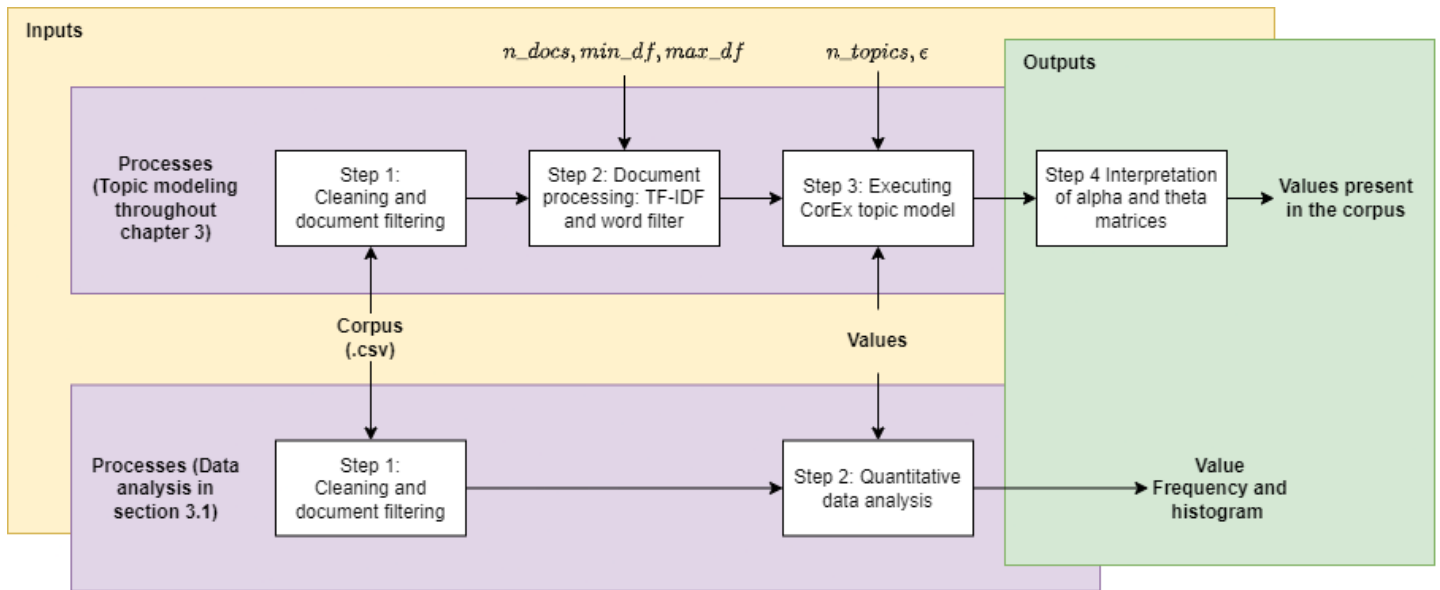 Inputs
n_docs, min_df, max_df
n_topics, ϵ
Outputs
Processes
(Topic modeling
throughout
chapter 3)
Step 1:
Cleaning and
document filtering
Step 2: Document
processing: TF-IDF
and word filter
Step 3: Executing
CorEx topic model
Step 4 Interpretation
of alpha and theta
matrices
Values present
in the corpus
Corpus
(.csv)
Values
Processes (Data
analysis in
section 3.1)
Step 1:
Cleaning and
document filtering
Step 2: Quantitative
data analysis
Value
Frequency and
histogram